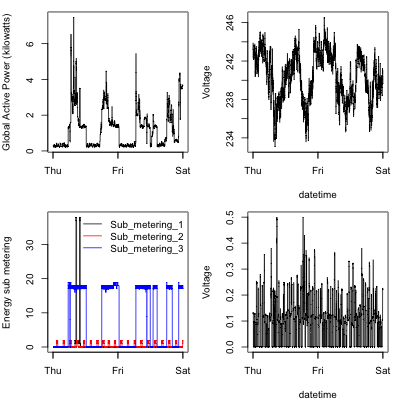 Global Active Power (kilowatts)
0 2 4 6
Thu Fri Sat
Voltage
234 238 242 246
Thu Fri Sat
datetime
Energy sub metering
0 10 20 30
Sub_metering_1
Sub_metering_2
Sub_metering_3
Thu Fri Sat
Voltage
0.0 0.1 0.2 0.3 0.4 0.5
Thu Fri Sat
datetime